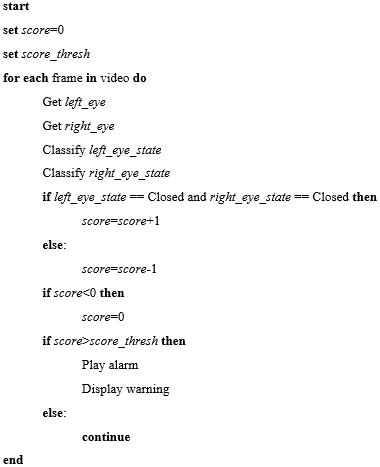 start
set score=0
set score_thresh
for each frame in video do
Get left_eye
Get right_eye
Classify left_eye_state
Classify right_eye_state
if left_eye_state == Closed and right_eye_state == Closed then
score=score+1
else:
score=score-1
if score<0 then
score=0
if score>score_thresh then
Play alarm
Display warning
else:
continue
end